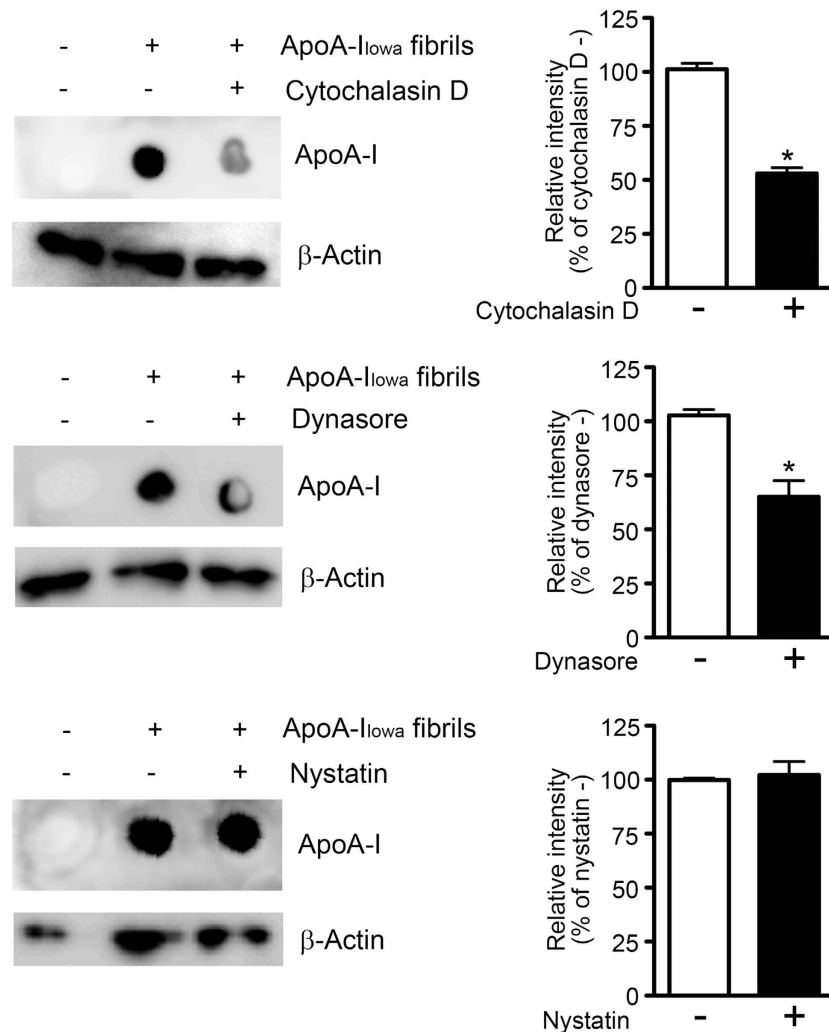 - + + ApoA-IIowa fibrils
- - + Cytochalasin D
ApoA-I
β-Actin
Relative intensity
(% of cytochalasin D -)
125
100
75
50
25
0
*
Cytochalasin D - +
- + + ApoA-IIowa fibrils
- - + Dynasore
ApoA-I
β-Actin
Relative intensity
(% of dynasore -)
125
100
75
50
25
0
*
Dynasore - +
- + + ApoA-IIowa fibrils
- - + Nystatin
ApoA-I
β-Actin
Relative intensity
(% of nystatin -)
125
100
75
50
25
0
Nystatin - +